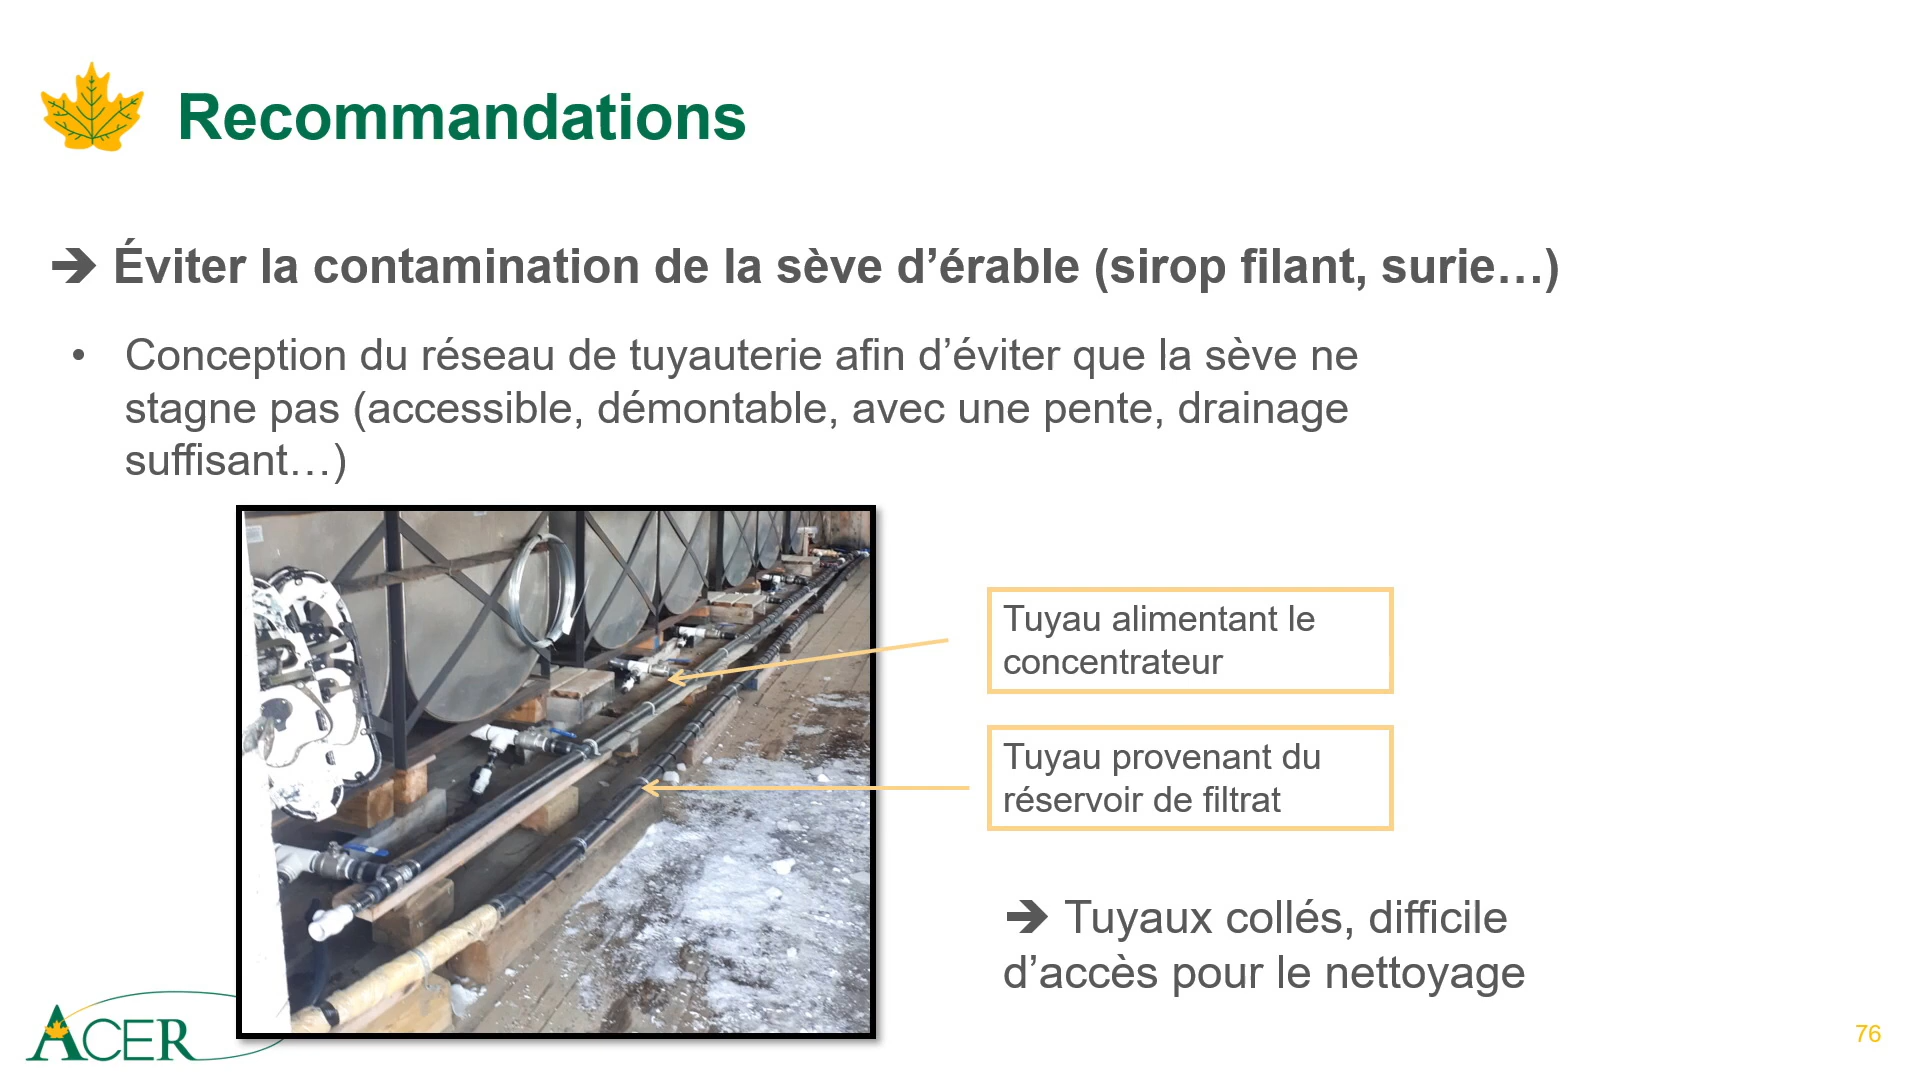 Recommandations
➔ Éviter la contamination de la sève d’érable (sirop filant, surie…)
• Conception du réseau de tuyauterie afin d’éviter que la sève ne
stagne pas (accessible, démontable, avec une pente, drainage
suffisant…)
Tuyau alimentant le
concentrateur
Tuyau provenant du
réservoir de filtrat
➔ Tuyaux collés, difficile
d’accès pour le nettoyage
ACER
76